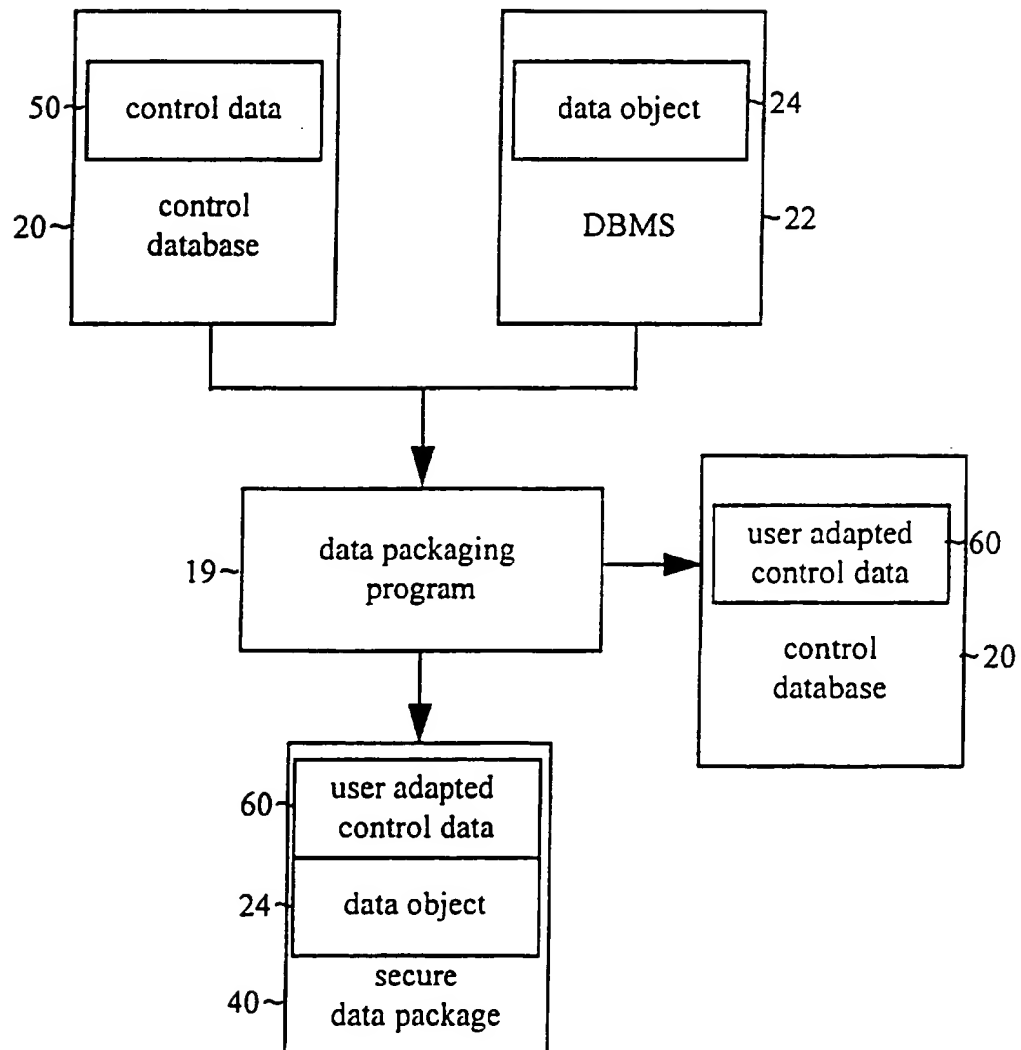 50
control data
data object
24
20
control
database
DBMS
22
19
data packaging
program
user adapted
control data
60
control
database
20
60
user adapted
control data
24
data object
40
secure
data package